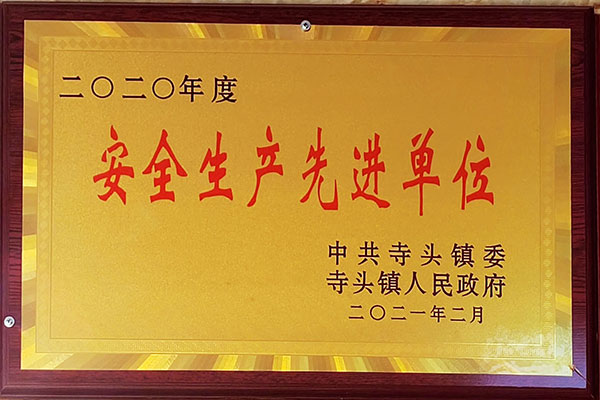 二〇二〇年度
安全生产先进单位
中共寺头镇委
寺头镇人民政府
二〇二一年二月